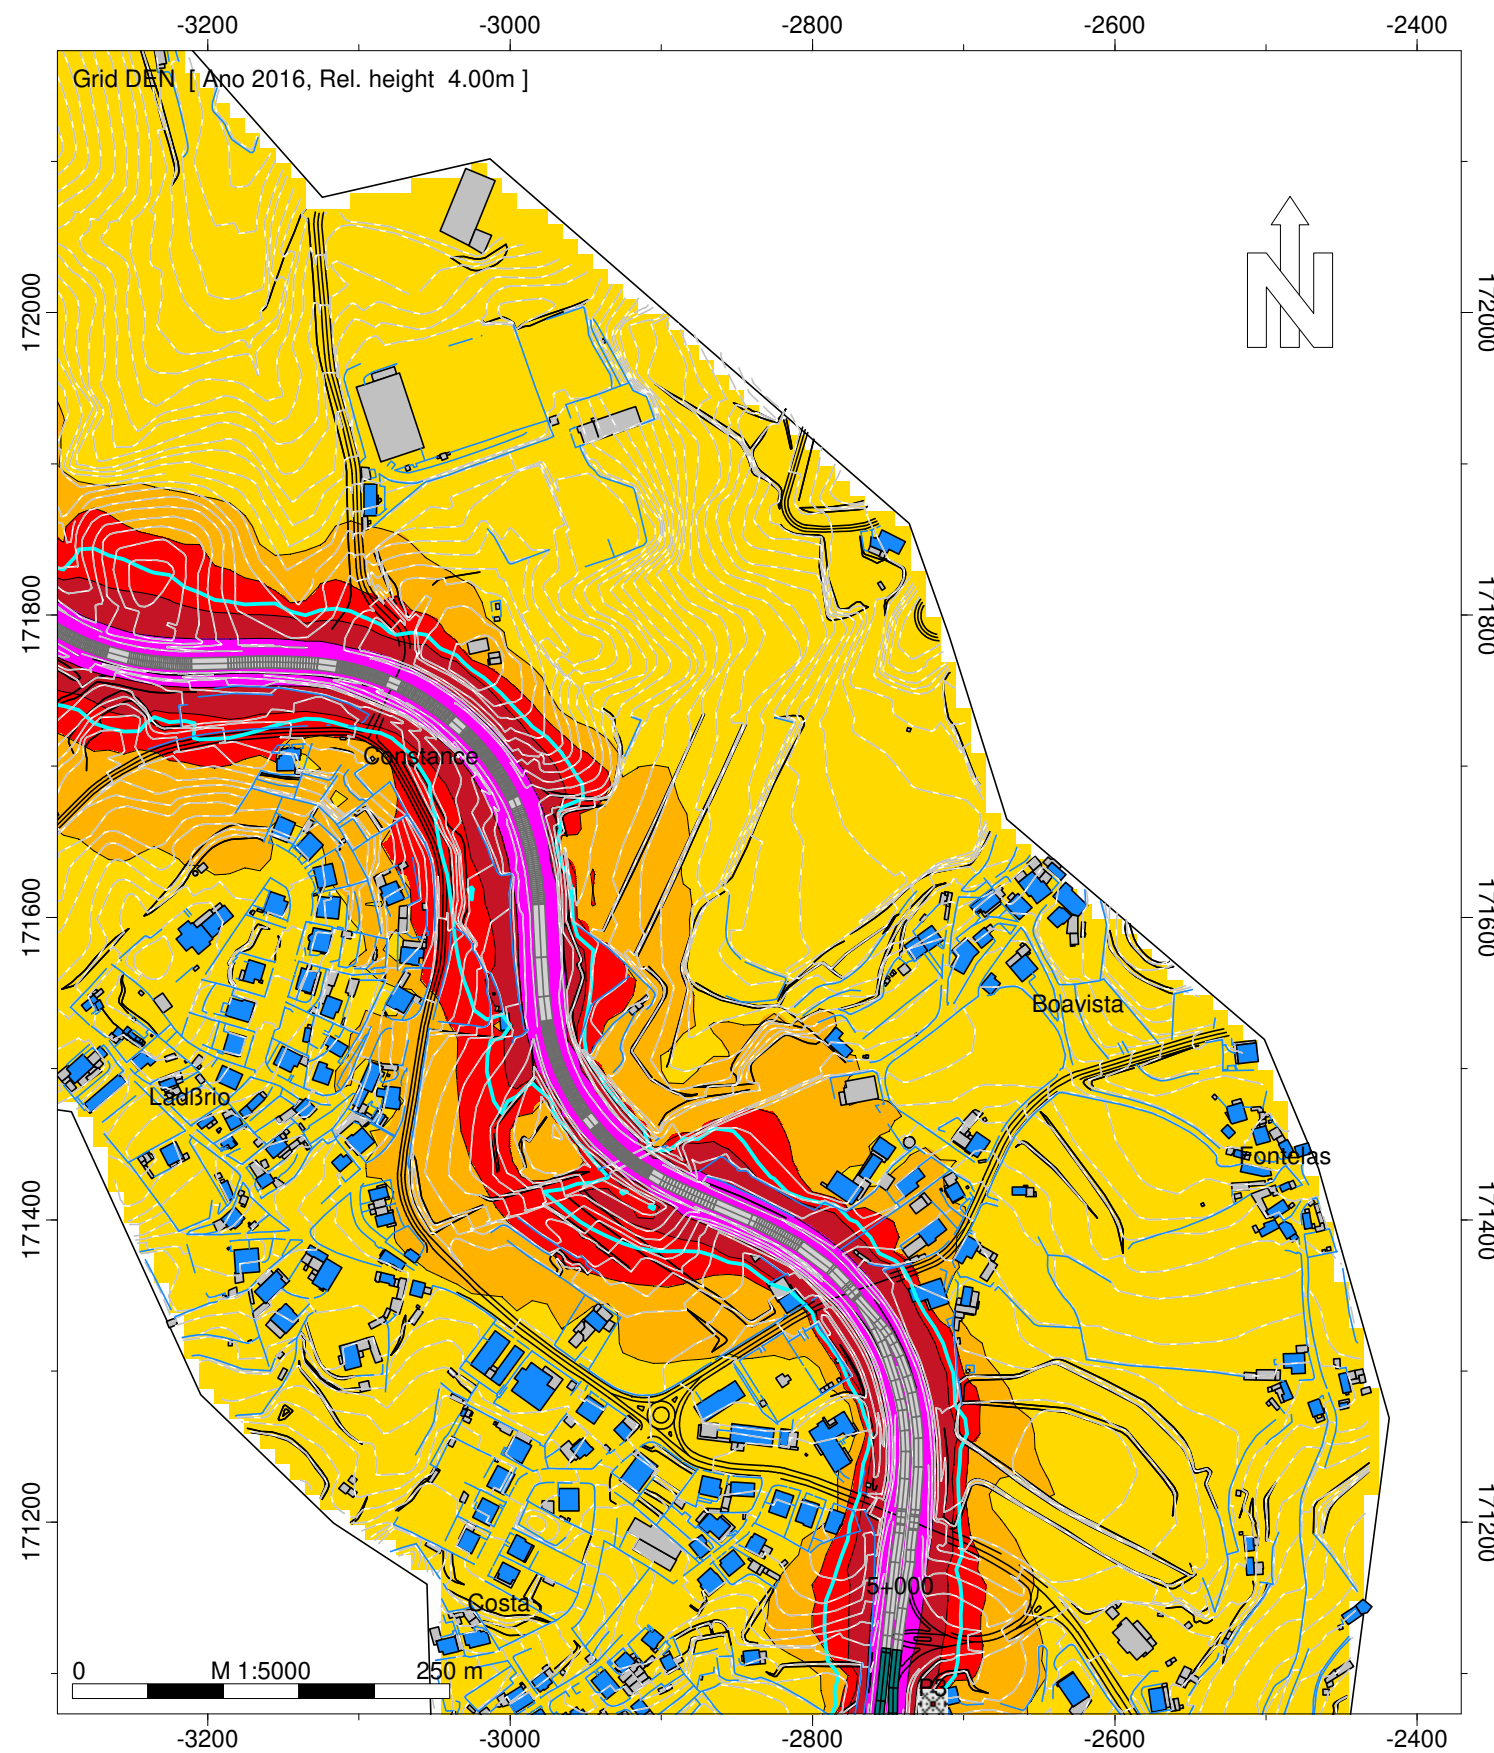 -3200 -3000 -2800 -2600 -2400
Grid DEN [ Ano 2016, Rel. height 4.00m ]
N
172000 172000
171800 171800
Constance
171600 171600
Boavista
Ladßrio
Fontelas
171400 171400
171200 171200
5+000
Costa
0 M 1:5000 250 m
P3
-3200 -3000 -2800 -2600 -2400